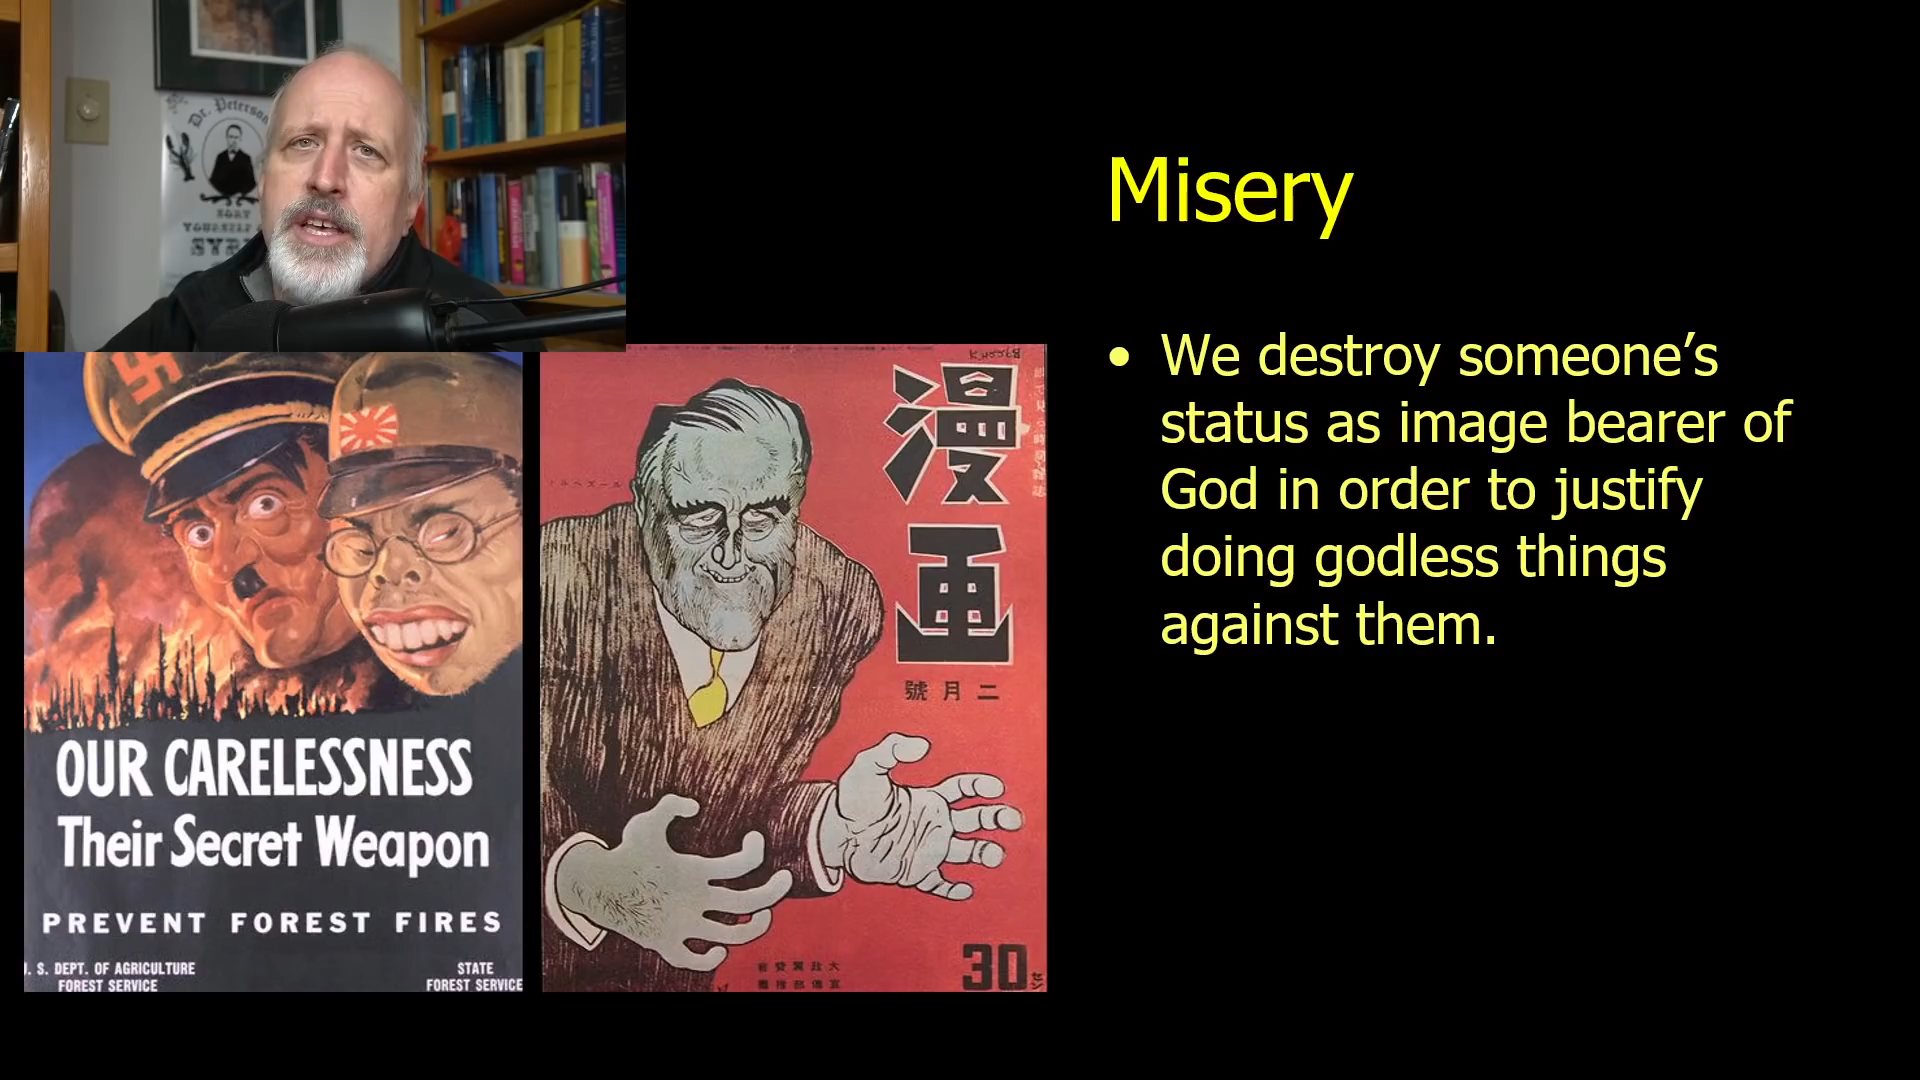 Dr. Peterson
Misery
• We destroy someone’s
status as image bearer of
God in order to justify
doing godless things
against them.
OUR CARELESSNESS
Their Secret Weapon
PREVENT FOREST FIRES
. S. DEPT. OF AGRICULTURE
FOREST SERVICE
STATE
FOREST SERVICE
漫画
二月號
30
セン